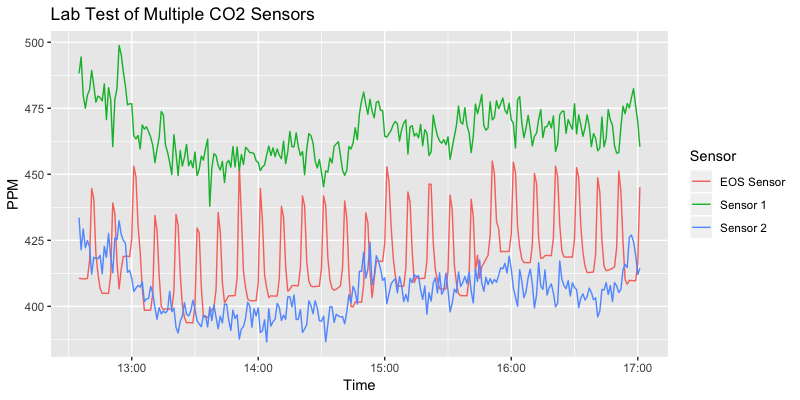 Lab Test of Multiple CO2 Sensors
500
475
450
425
400
PPM
13:00 14:00 15:00 16:00 17:00
Time
Sensor
EOS Sensor
Sensor 1
Sensor 2